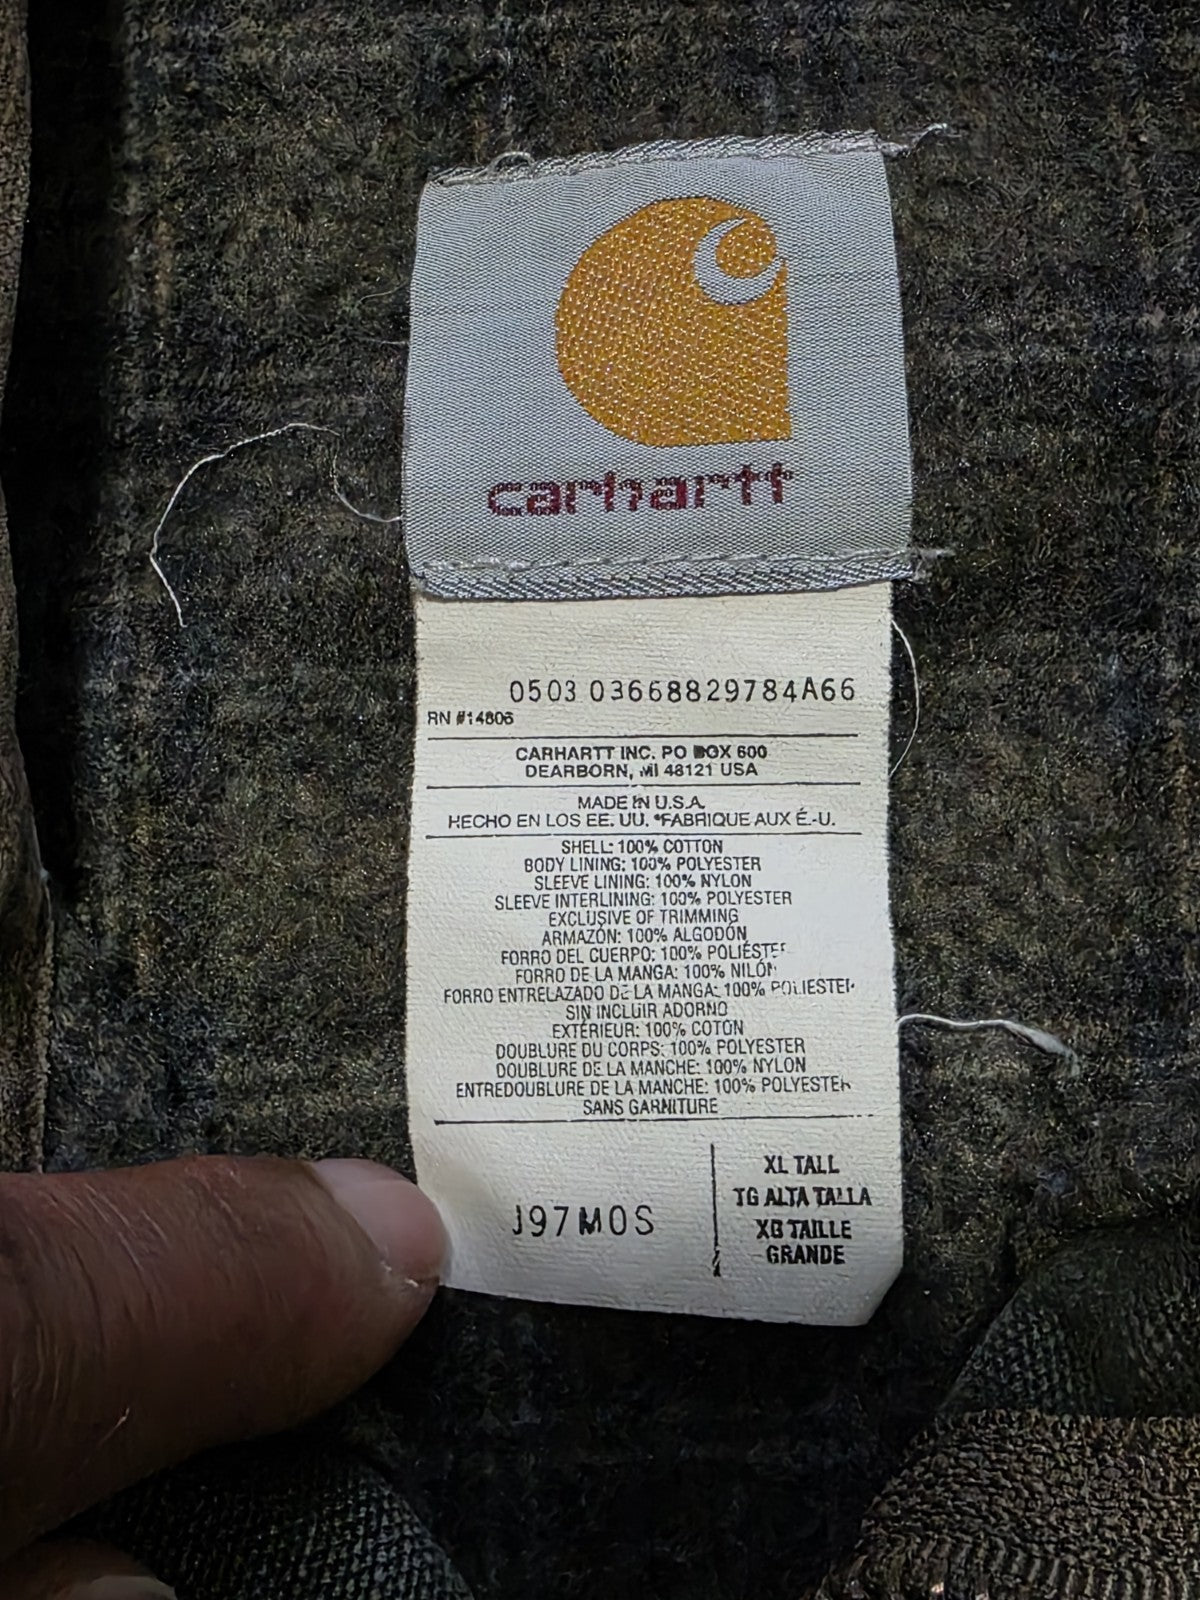 carhartt
0503 03668829784A66
RN #14806
CARHARTT INC. PO BOX 600
DEARBORN, MI 48121 USA
MADE IN U.S.A.
HECHO EN LOS EE. UU. *FABRIQUE AUX É.-U.
SHELL: 100% COTTON
BODY LINING: 100% POLYESTER
SLEEVE LINING: 100% NYLON
SLEEVE INTERLINING: 100% POLYESTER
EXCLUSIVE OF TRIMMING
ARMAZÓN: 100% ALGODÓN
FORRO DEL CUERPO: 100% POLIÉSTER
FORRO DE LA MANGA: 100% NILÓN
FORRO ENTRELAZADO DE LA MANGA: 100% POLIESTER
SIN INCLUIR ADORNO
EXTÉRIEUR: 100% COTÓN
DOUBLURE DU CORPS: 100% POLYESTER
DOUBLURE DE LA MANCHE: 100% NYLON
ENTREDOUBLURE DE LA MANCHE: 100% POLYESTER
SANS GARNITURE
J97MOS
XL TALL
TG ALTA TALLA
XG TAILLE
GRANDE